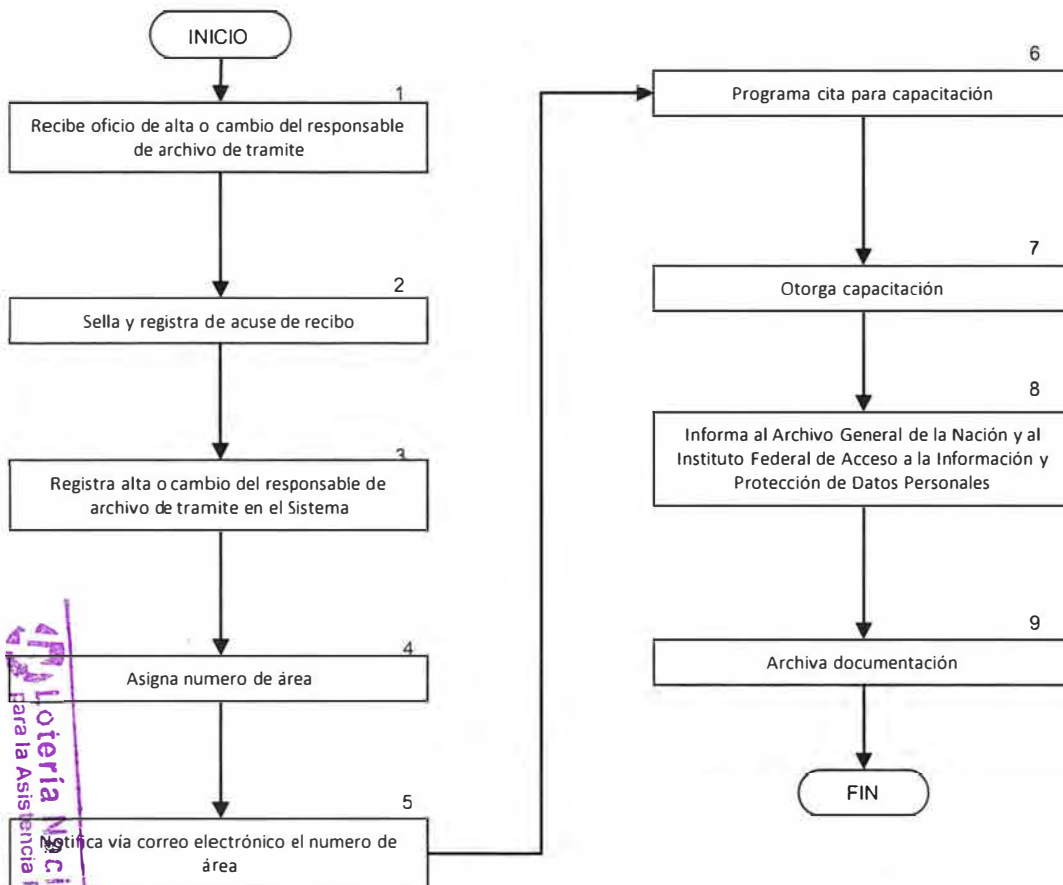 INICIO
1
Recibe oficio de alta o cambio del responsable
de archivo de tramite
2
Sella y registra de acuse de recibo
3
Registra alta o cambio del responsable de
archivo de tramite en el Sistema
4
Asigna numero de área
5
Notifica vía correo electrónico el numero de
área
6
Programa cita para capacitación
7
Otorga capacitación
8
Informa al Archivo General de la Nación y al
Instituto Federal de Acceso a la Información y
Protección de Datos Personales
9
Archiva documentación
FIN
Lotería
para la Asistencia